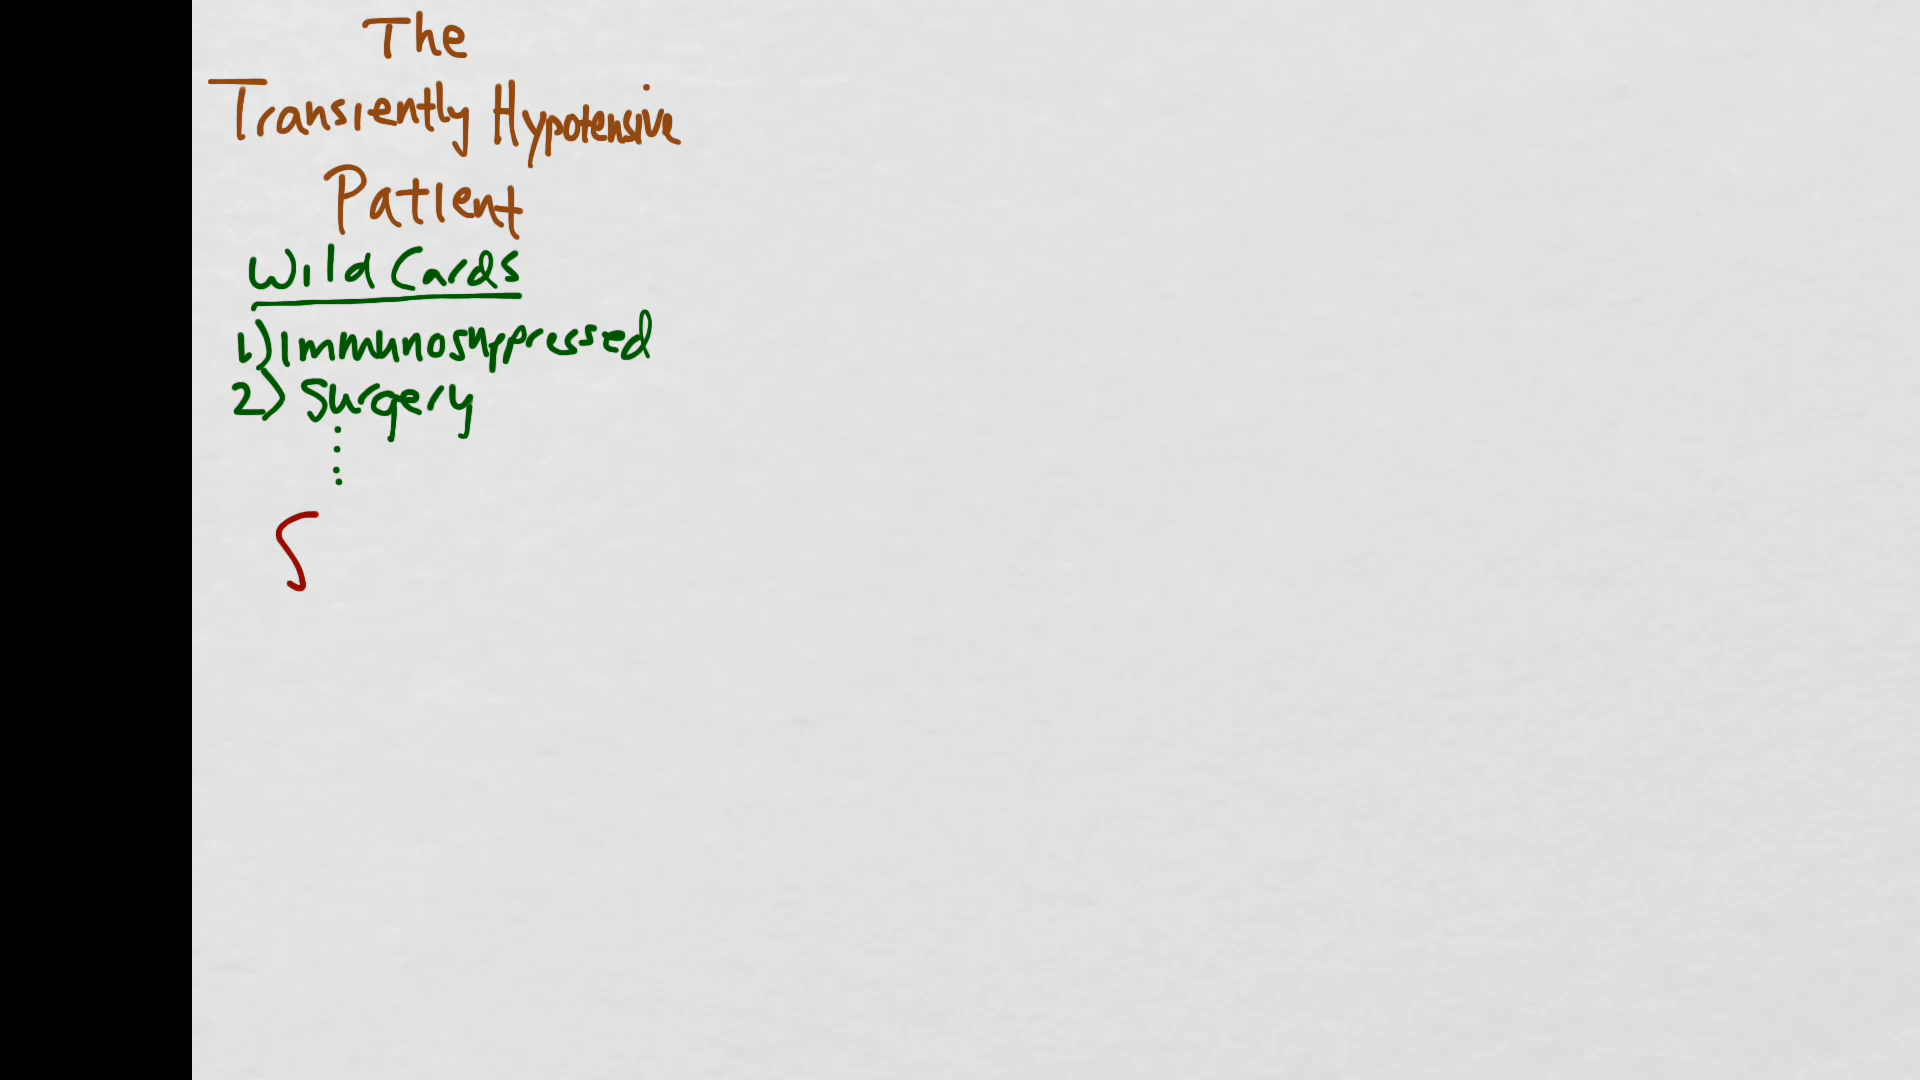 The
Transiently Hypotensive
Patient
Wild Cards
1.) Immunosuppressed
2) Surgery
S